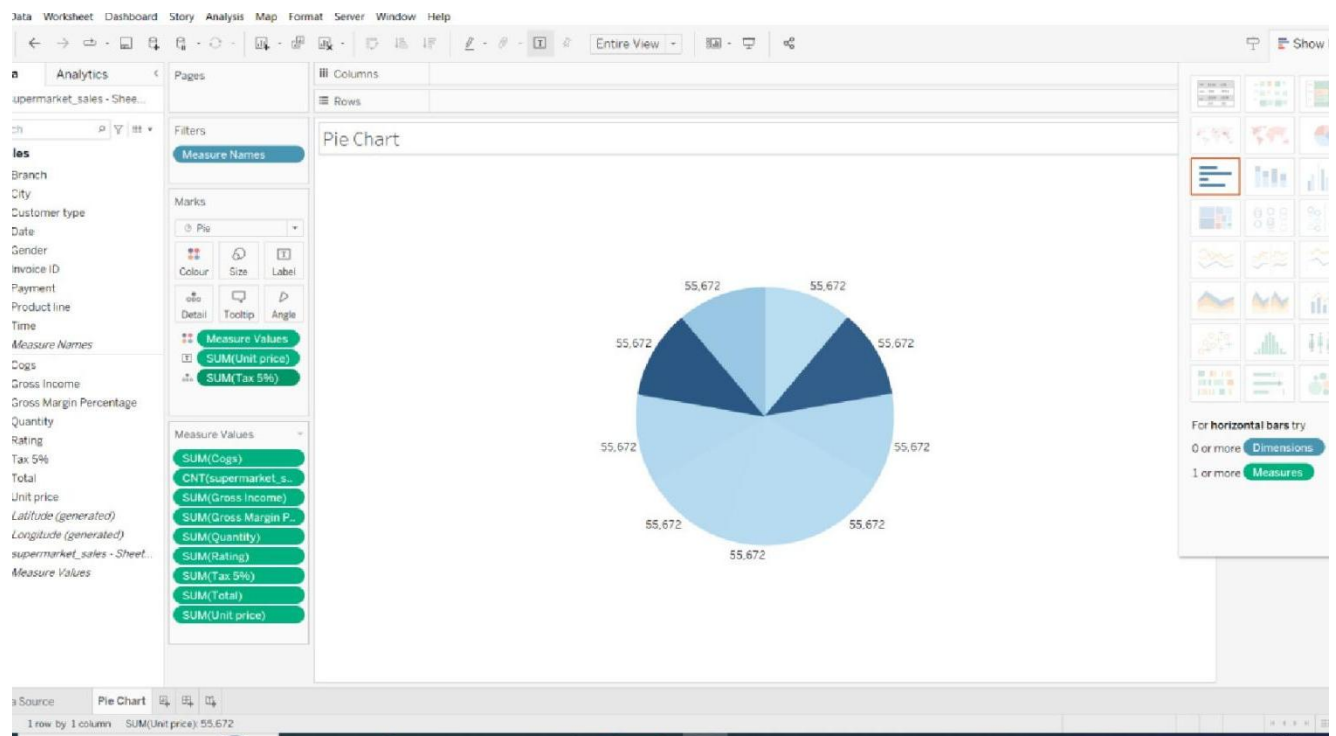 Data Worksheet Dashboard Story Analysis Map Format Server Window Help
Entire View
Show
Analytics
Pages
Columns
upermarket_sales - Shee...
Rows
Filters
Pie Chart
les
Measure Names
Branch
City
Marks
Customer type
Date
Pie
Gender
Invoice ID
Colour Size Label
Payment
Product line
Detail Tooltip Angle
Time
Measure Names
Measure Values
Cogs
SUM(Unit price)
Gross Income
SUM(Tax 5%)
Gross Margin Percentage
Quantity
Measure Values
Rating
SUM(Cogs)
Tax 5%
CNT(supermarket_s..
Total
SUM(Gross Income)
Unit price
SUM(Gross Margin P..
Latitude (generated)
SUM(Quantity)
Longitude (generated)
SUM(Rating)
supermarket_sales - Sheet...
SUM(Tax 5%)
Measure Values
SUM(Total)
SUM(Unit price)
55,672 55,672
55,672 55,672
55,672 55,672
55,672 55,672
55,672
For horizontal bars try
0 or more Dimensions
1 or more Measures
a Source Pie Chart
1 row by 1 column SUM(Unit price): 55,672